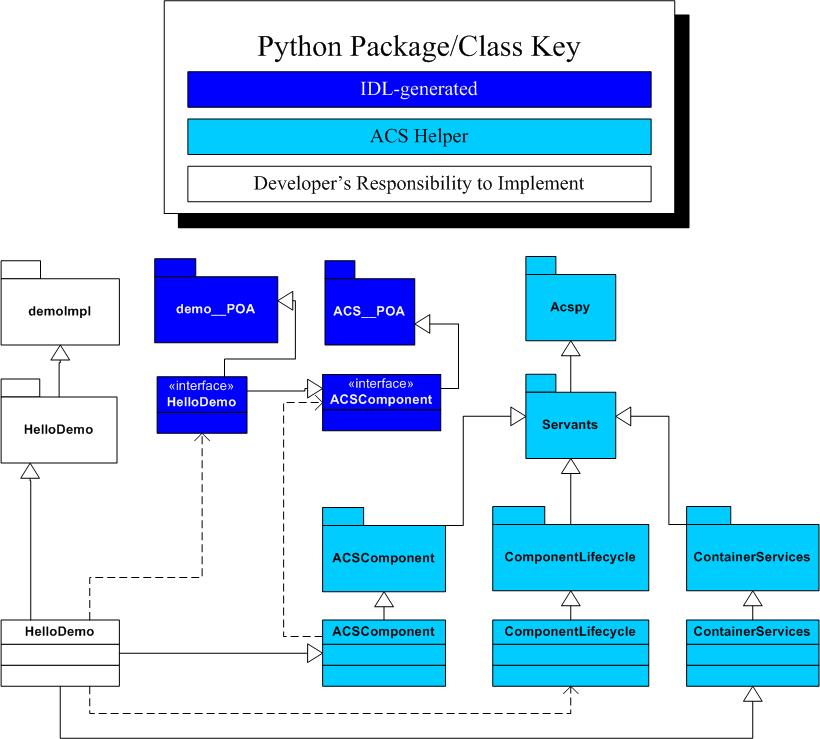 Python Package/Class Key
IDL-generated
ACS Helper
Developer's Responsibility to Implement
demoImpl
demo__POA
ACS__POA
Acspy
«interface»
HelloDemo
«interface»
ACSComponent
HelloDemo
Servants
ACSComponent
ComponentLifecycle
ContainerServices
HelloDemo
ACSComponent
ComponentLifecycle
ContainerServices